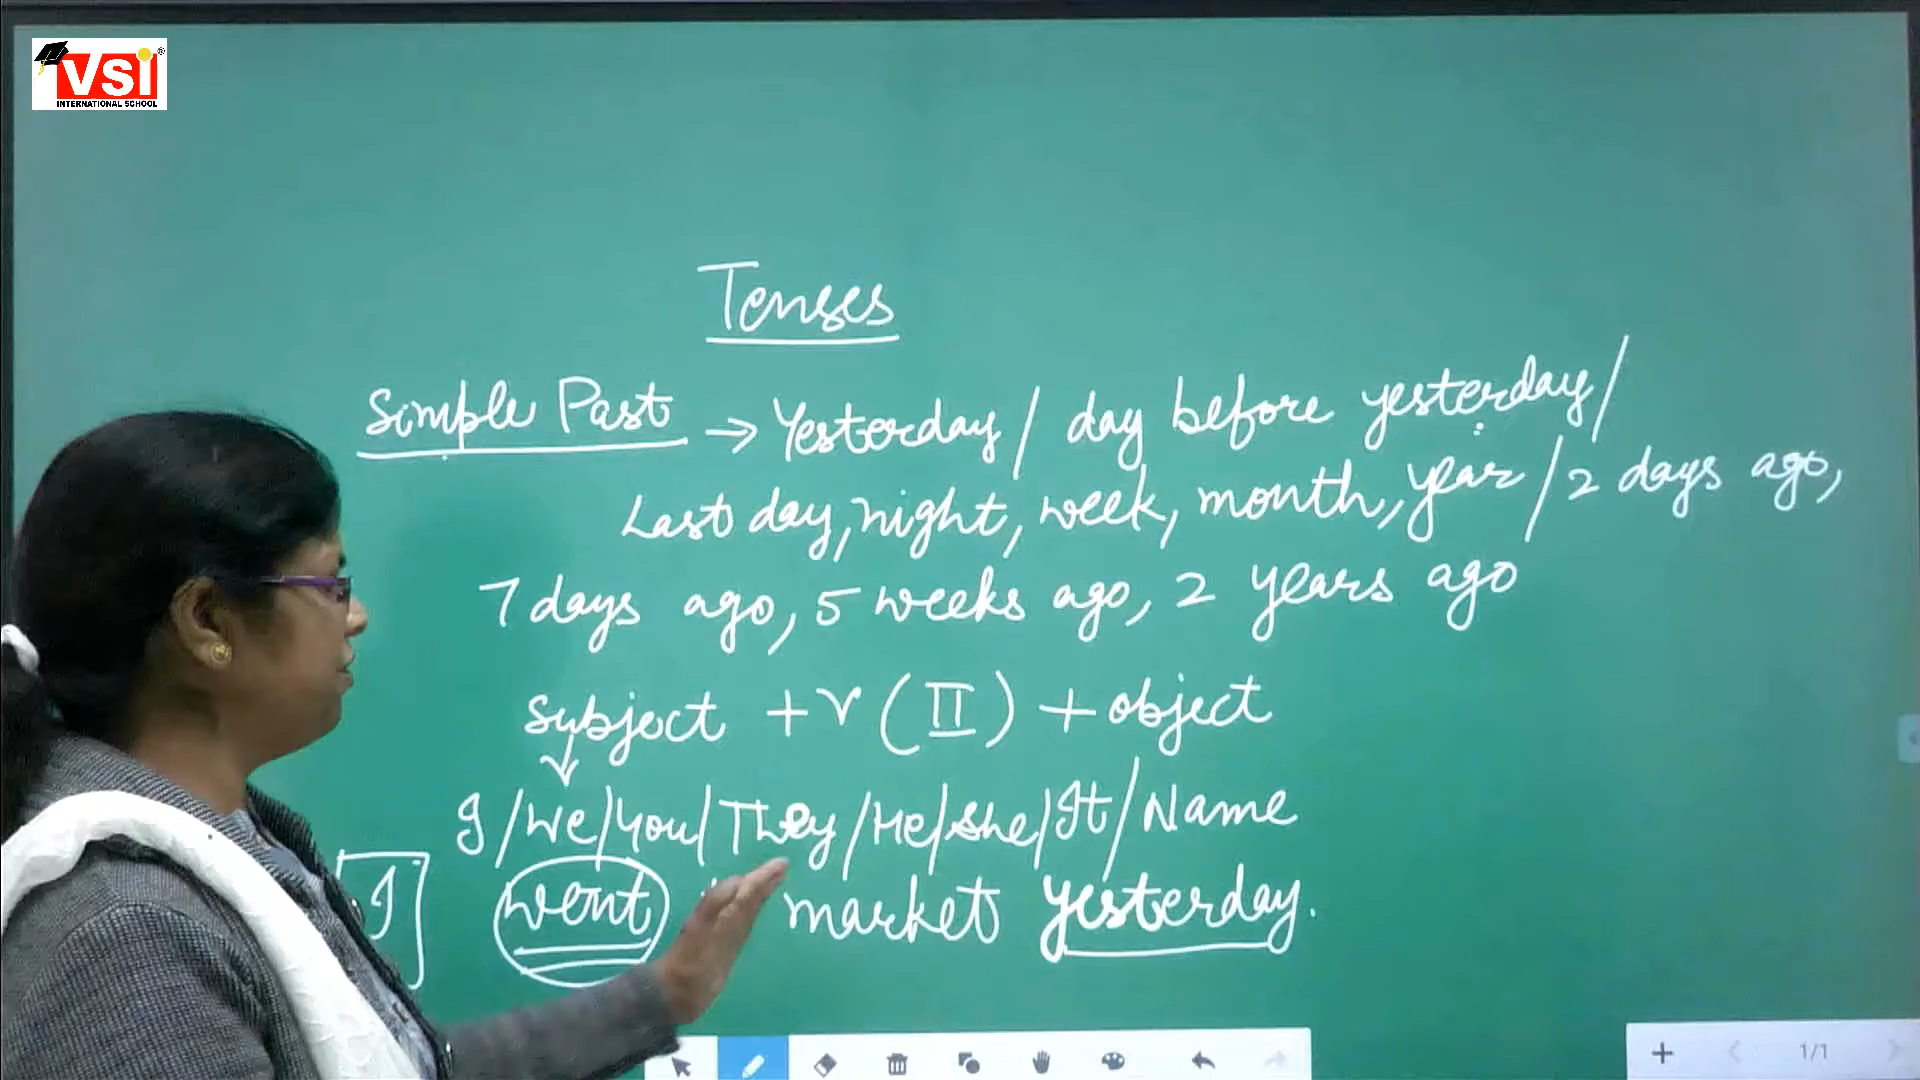 VSI
INTERNATIONAL SCHOOL
Tenses
Simple Past → Yesterday / day before yesterday /
Last day, night, week, month, year / 2 days ago,
7 days ago, 5 weeks ago, 2 years ago
Subject + V (II) + object
I / We / You / They / He / She / It / Name
I went market yesterday.
1/1